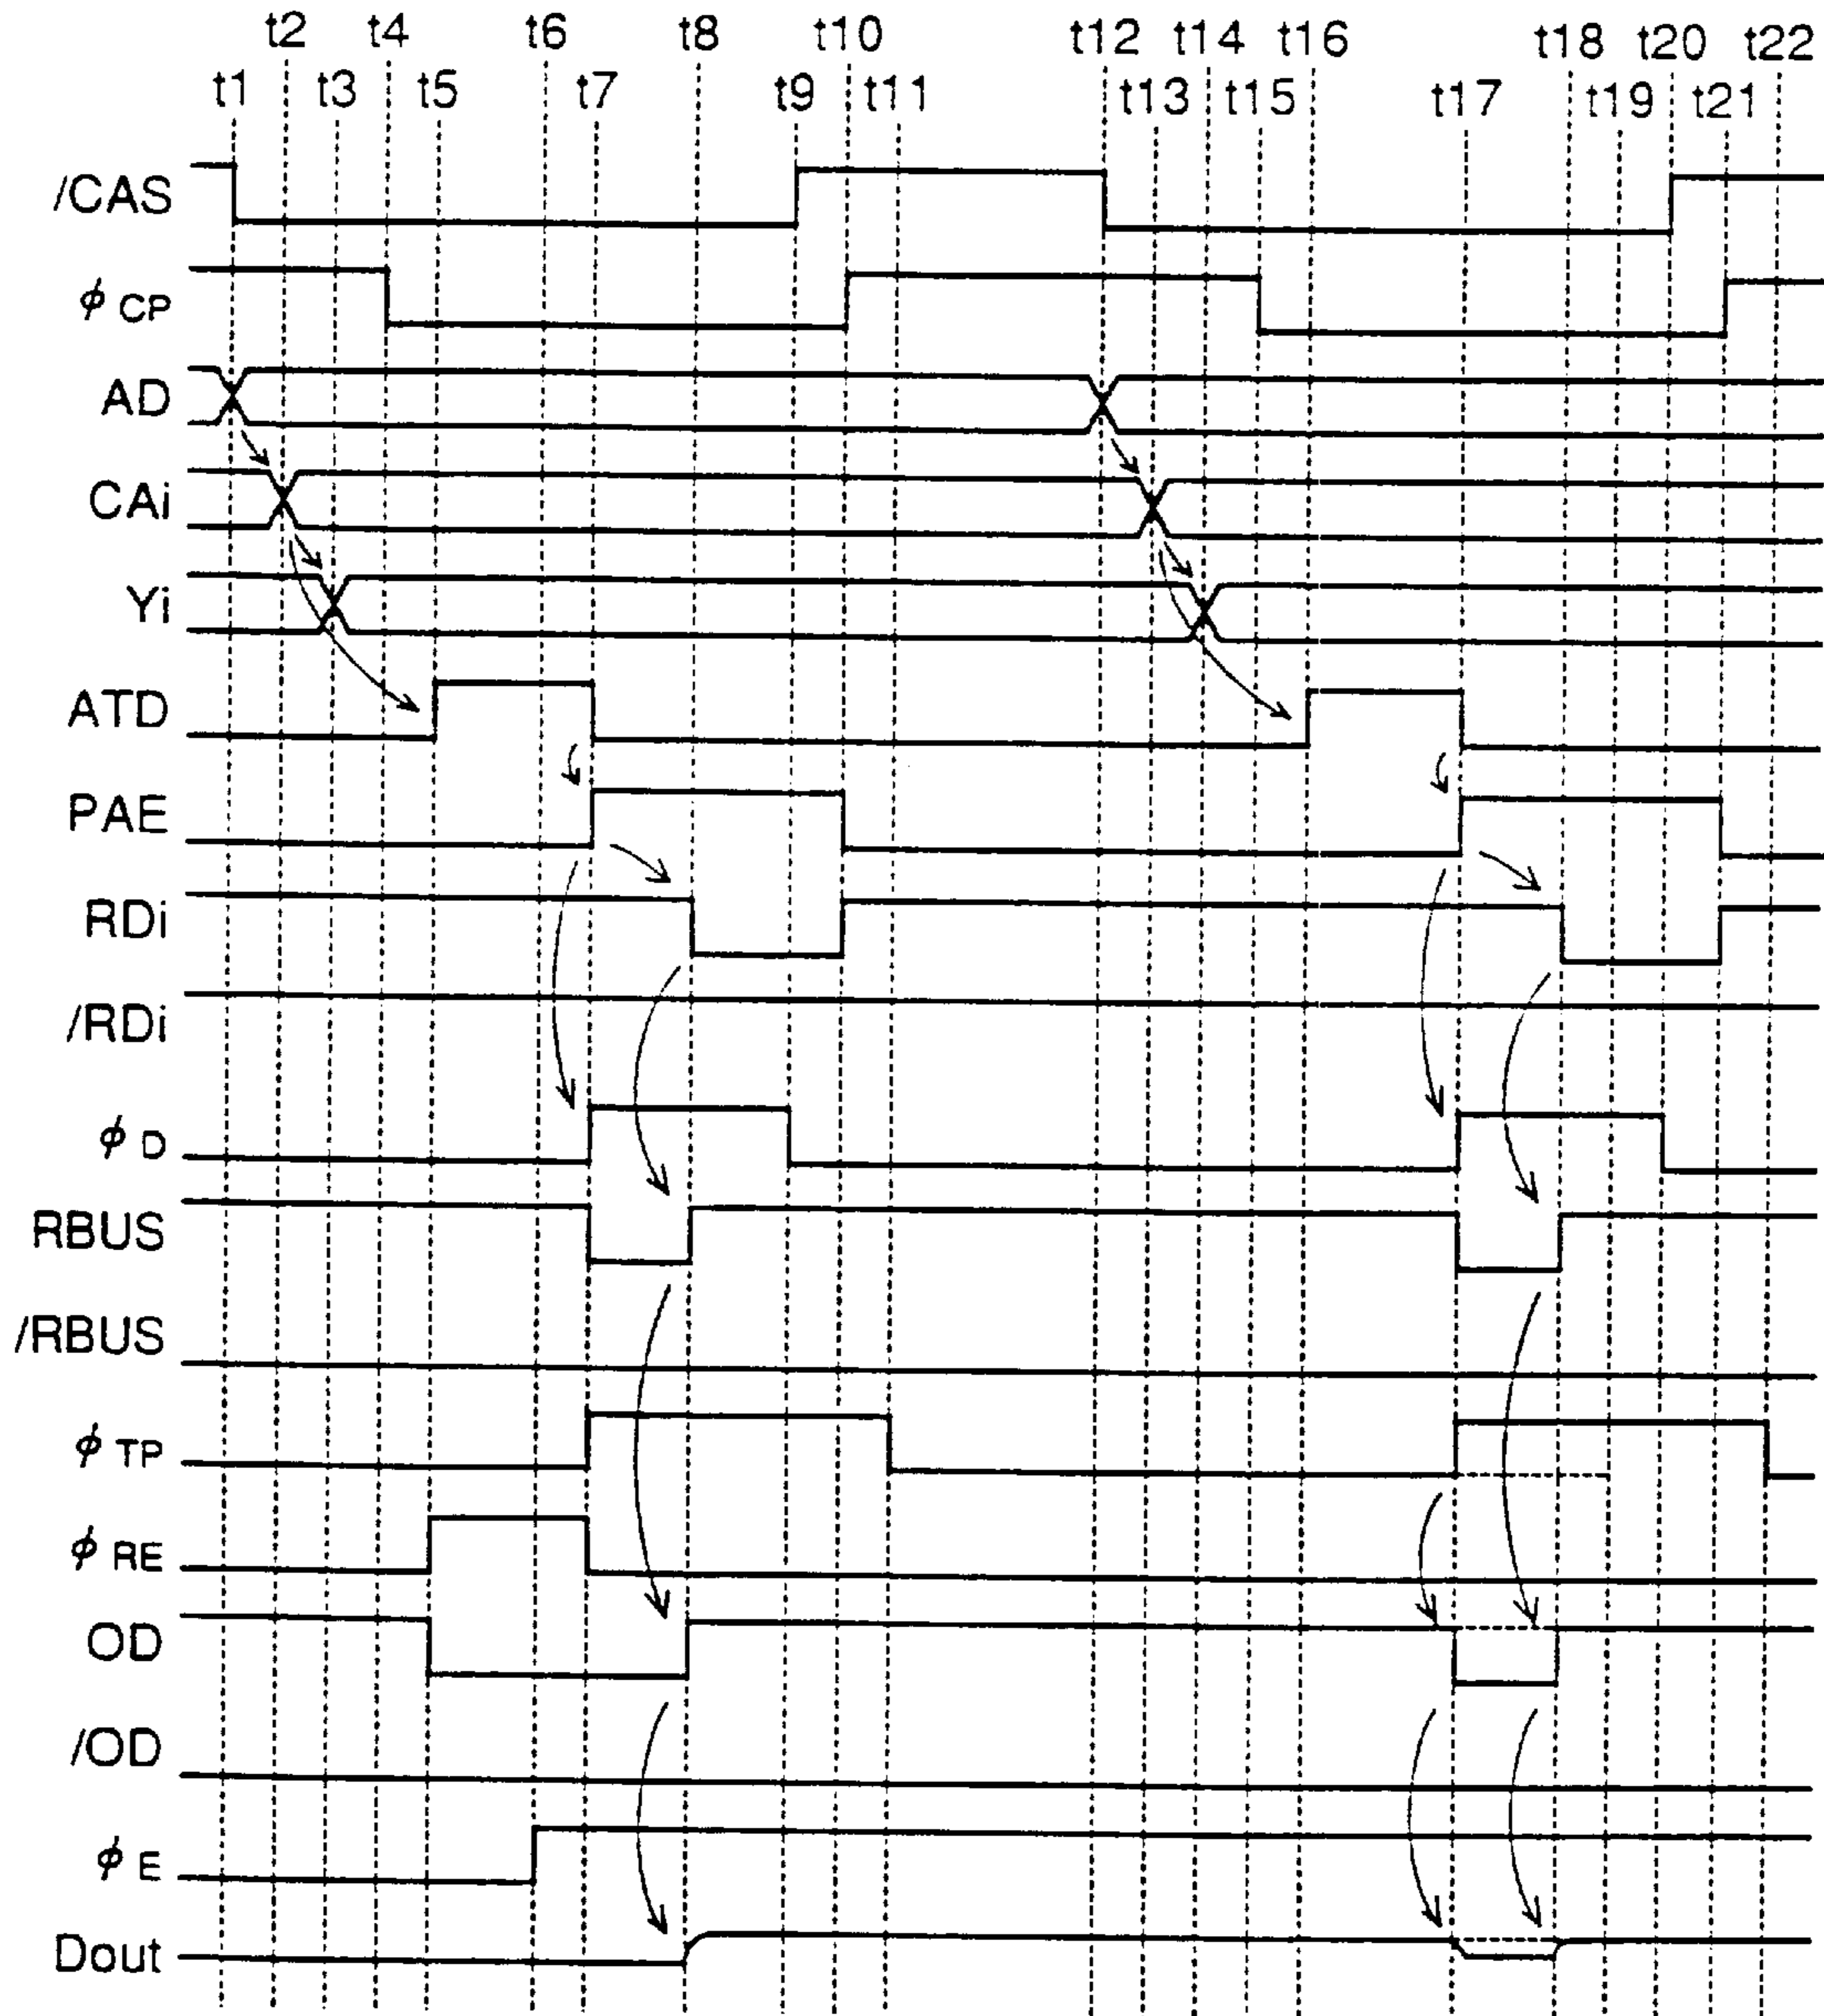 t2 t4 t6 t8 t10 t12 t14 t16 t18 t20 t22
t1 t3 t5 t7 t9 t11 t13 t15 t17 t19 t21
/CAS
ϕ CP
AD
CAi
Yi
ATD
PAE
RDi
/RDi
ϕ D
RBUS
/RBUS
ϕ TP
ϕ RE
OD
/OD
ϕ E
Dout